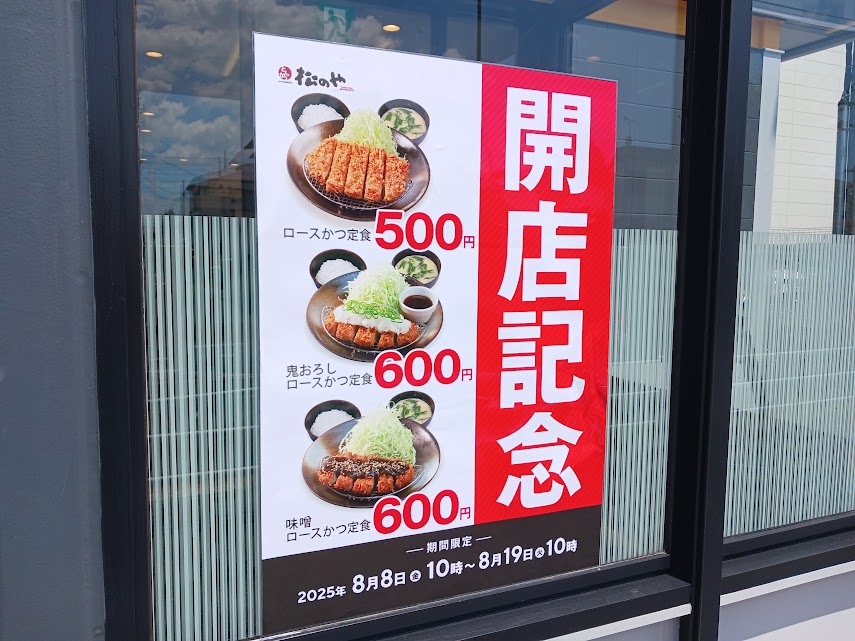 松のや
開店記念
ロースかつ定食 500円
鬼おろし
ロースかつ定食 600円
味噌
ロースかつ定食 600円
期間限定
2025年 8月8日㊎ 10時〜8月19日㊋ 10時